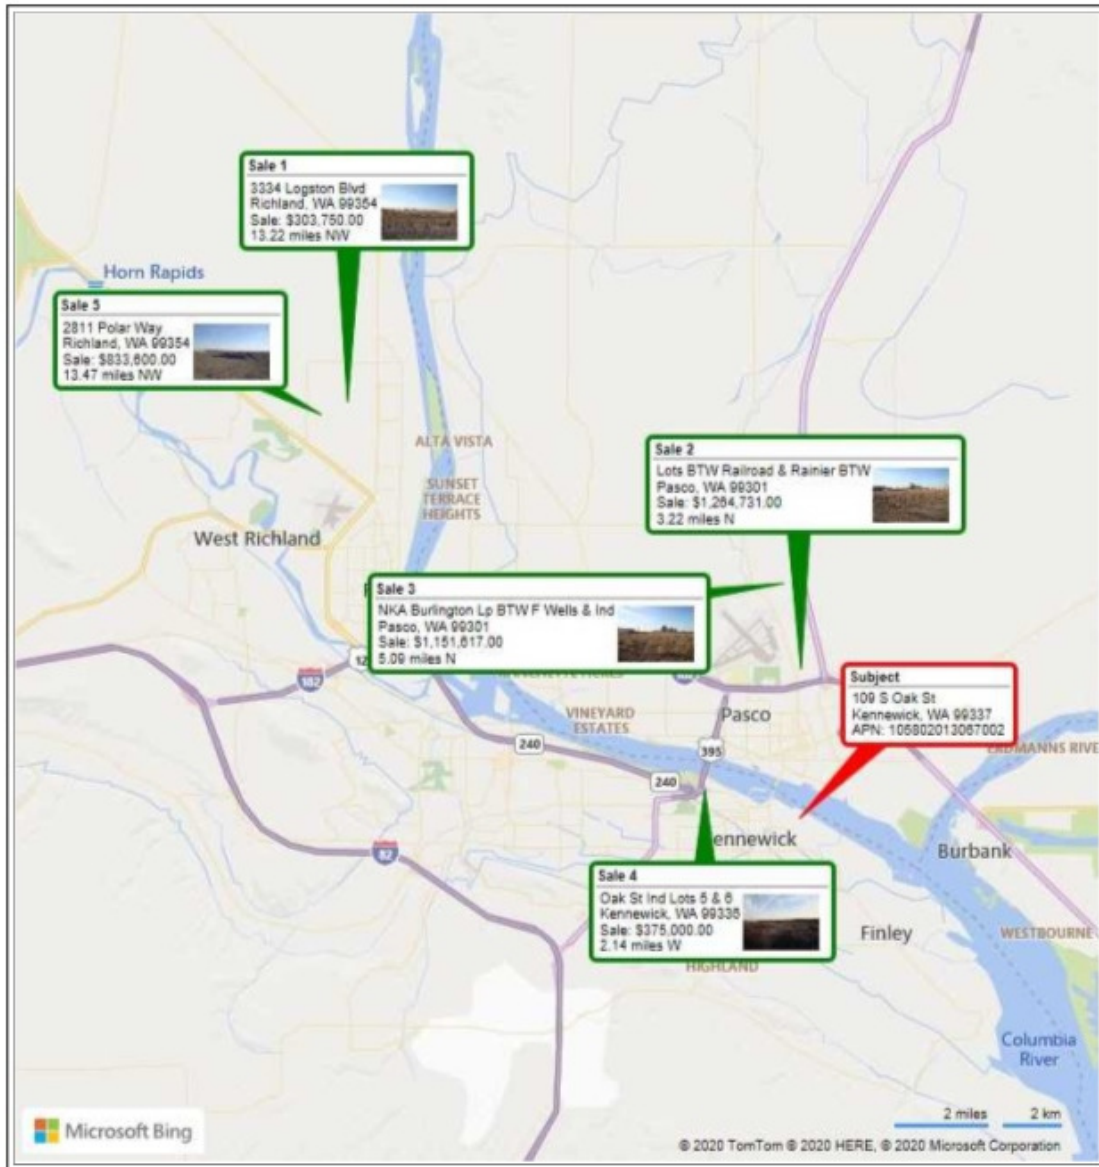 Sale 1
3334 Logston Blvd
Richland, WA 99354
Sale: $303,750.00
13.22 miles NW
Horn Rapids
Sale 5
2811 Polar Way
Richland, WA 99354
Sale: $833,600.00
13.47 miles NW
ALTA VISTA
SUNSET
TERRACE
HEIGHTS
Sale 2
Lots BTW Railroad & Rainier BTW
Pasco, WA 99301
Sale: $1,264,731.00
3.22 miles N
West Richland
Sale 3
NKA Burlington Lp BTW F Wells & Ind
Pasco, WA 99301
Sale: $1,151,617.00
5.09 miles N
182
Subject
109 S Oak St
Kennewick, WA 99337
APN: 105802013067002
VINEYARD
ESTATES
Pasco
240
395
ERDMANNS RIVE
240
ennewick
82
Burbank
Sale 4
Oak St Ind Lots 5 & 6
Kennewick, WA 99336
Sale: $375,000.00
2.14 miles W
Finley
WESTBOURNE
HIGHLAND
Columbia
River
Microsoft Bing
2 miles
2 km
© 2020 TomTom © 2020 HERE, © 2020 Microsoft Corporation